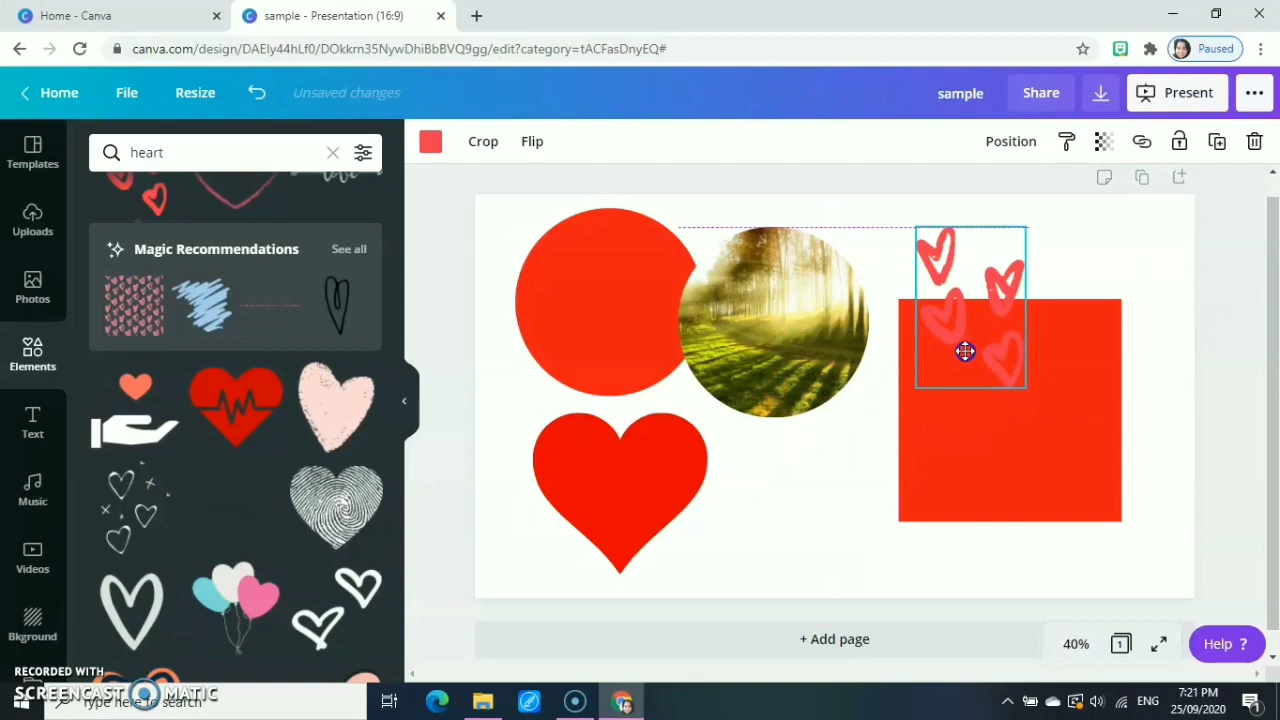 Home - Canva
sample - Presentation (16:9)
canva.com/design/DAEly44hLf0/DOkkrn35NywDhiBbBVQ9gg/edit?category=tACFasDnyEQ#
Paused
Home File Resize Unsaved changes sample Share Present
Templates
Uploads
Photos
Elements
Text
Music
Videos
Bkground
heart
love
Magic Recommendations See all
Crop Flip Position
+ Add page
40% 1 Help ?
RECORDED WITH
SCREENCAST MATIC
Type here to search
ENG
7:21 PM
25/09/2020
1